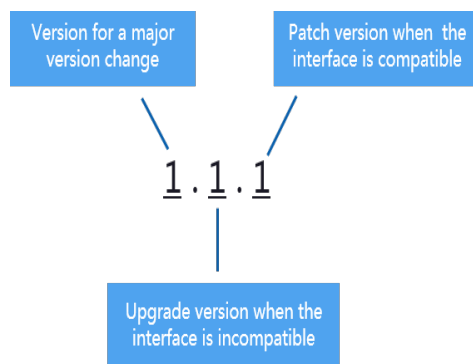 Version for a major
version change
Patch version when the
interface is compatible
1 . 1 . 1
Upgrade version when the
interface is incompatible